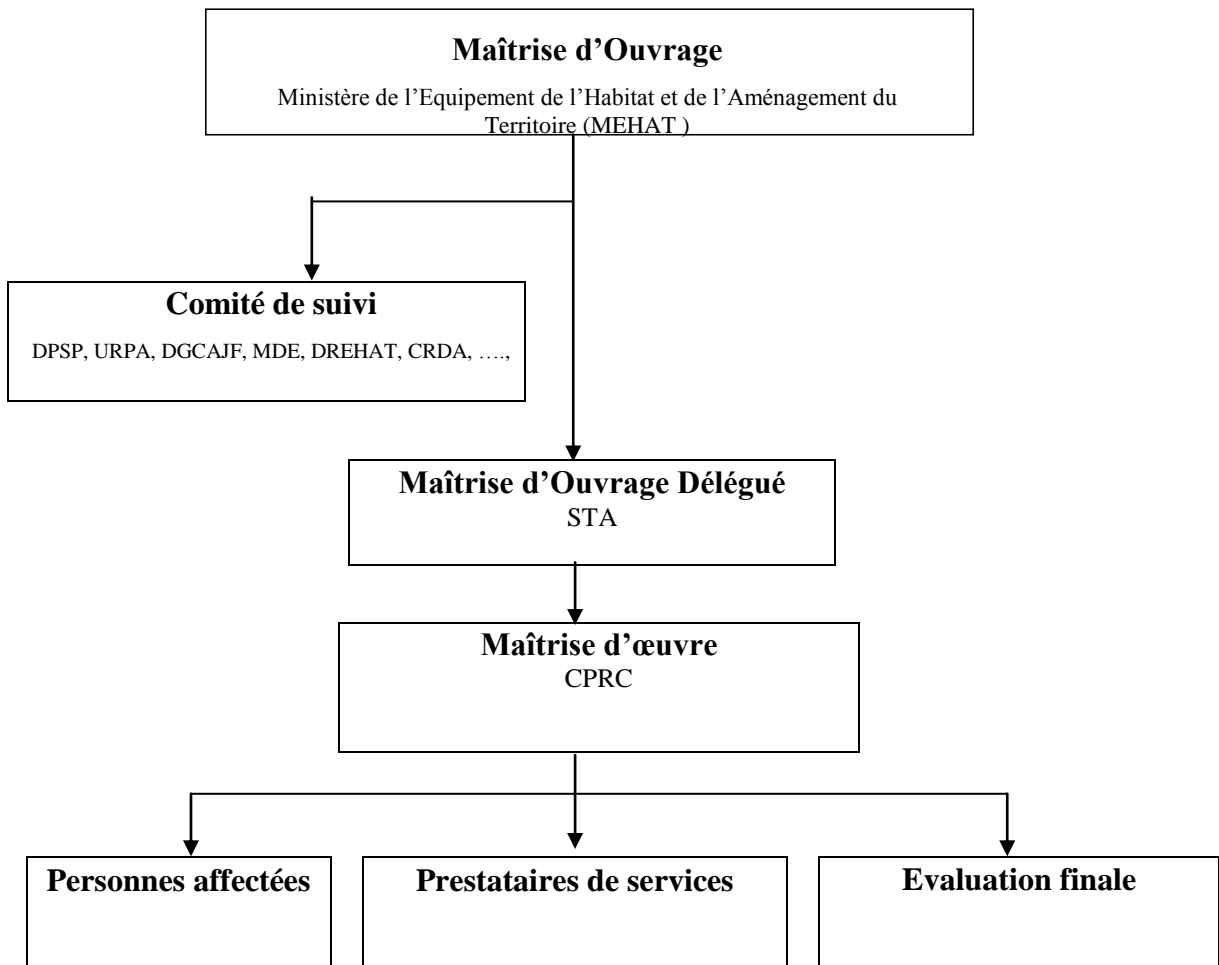 Maîtrise d’Ouvrage
Ministère de l’Equipement de l’Habitat et de l’Aménagement du
Territoire (MEHAT )
Comité de suivi
DPSP, URPA, DGCAJF, MDE, DREHAT, CRDA, ….,
Maîtrise d’Ouvrage Délégué
STA
Maîtrise d’œuvre
CPRC
Personnes affectées
Prestataires de services
Evaluation finale